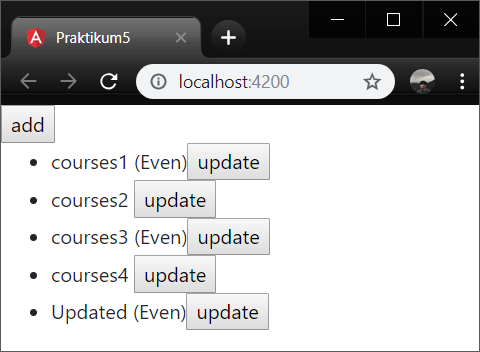 Praktikum5
localhost:4200
add
courses1 (Even) update
courses2 update
courses3 (Even) update
courses4 update
Updated (Even) update